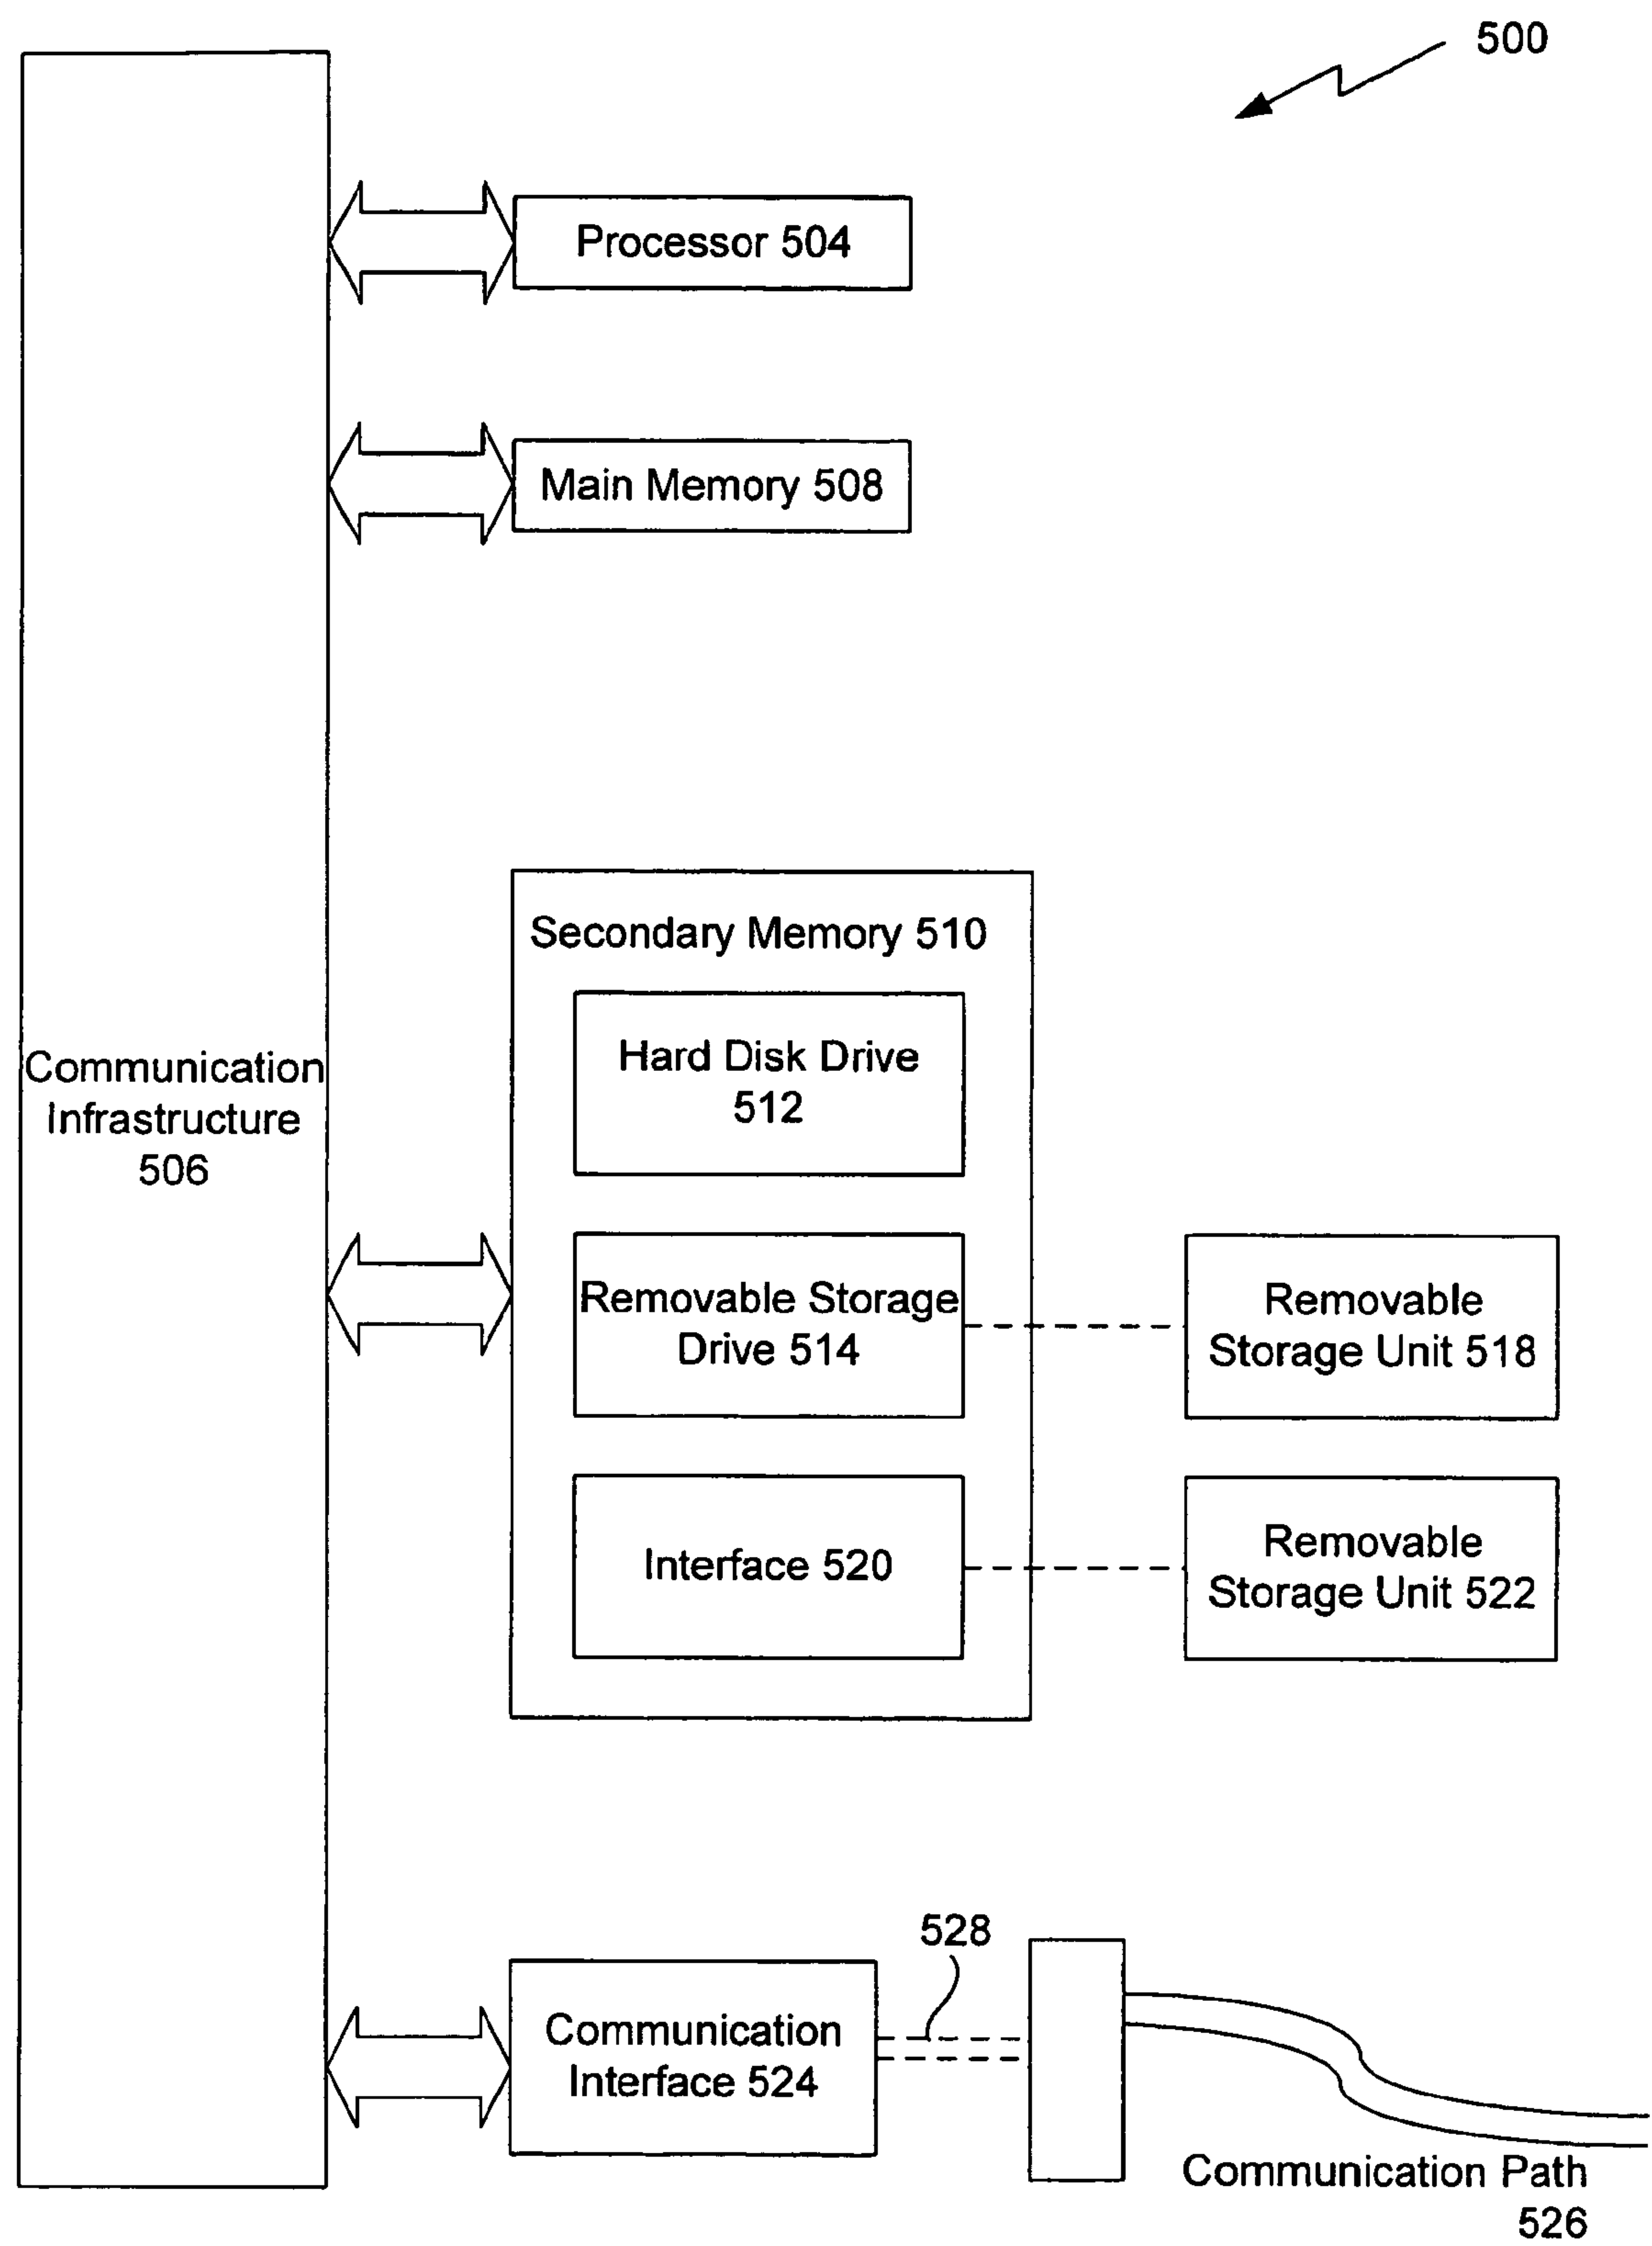 500
Processor 504
Main Memory 508
Secondary Memory 510
Hard Disk Drive
512
Communication
Infrastructure
506
Removable Storage
Drive 514
Removable
Storage Unit 518
Interface 520
Removable
Storage Unit 522
528
Communication
Interface 524
Communication Path
526